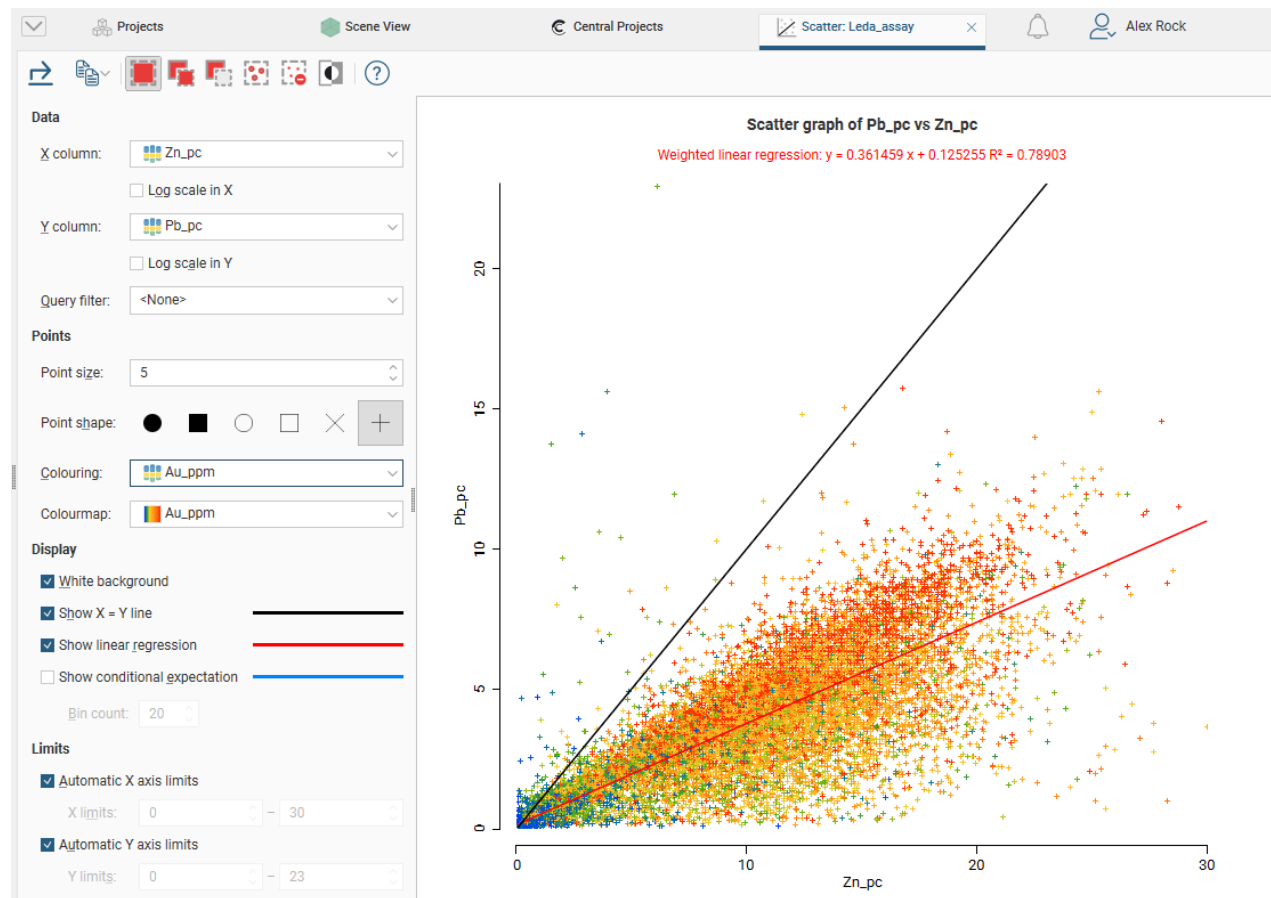 Projects
Scene View
Central Projects
Scatter: Leda_assay
Alex Rock
Data
X column: Zn_pc
Log scale in X
Y column: Pb_pc
Log scale in Y
Query filter: <None>
Points
Point size: 5
Point shape:
Colouring: Au_ppm
Colourmap: Au_ppm
Display
White background
Show X = Y line
Show linear regression
Show conditional expectation
Bin count: 20
Limits
Automatic X axis limits
X limits: 0 – 30
Automatic Y axis limits
Y limits: 0 – 23
Scatter graph of Pb_pc vs Zn_pc
Weighted linear regression: y = 0.361459 x + 0.125255 R² = 0.78903
20
15
10
5
0
Pb_pc
0 10 20 30
Zn_pc